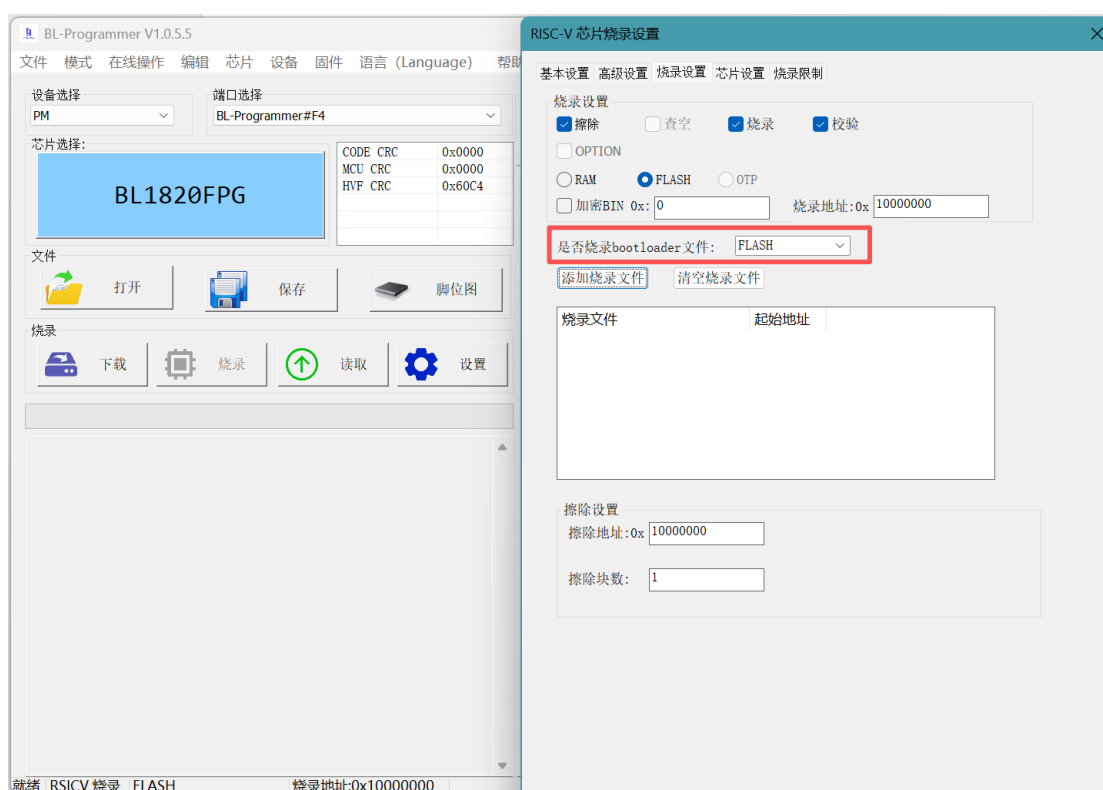 BL-Programmer V1.0.5.5
文件 模式 在线操作 编辑 芯片 设备 固件 语言（Language） 帮助
设备选择
PM
端口选择
BL-Programmer#F4
芯片选择:
BL1820FPG
CODE CRC 0x0000
MCU CRC 0x0000
HVF CRC 0x60C4
文件
打开
保存
脚位图
烧录
下载
烧录
读取
设置
就绪 RSICV 烧录 FLASH 烧录地址:0x10000000
RISC-V 芯片烧录设置
基本设置 高级设置 烧录设置 芯片设置 烧录限制
烧录设置
擦除 查空 烧录 校验
OPTION
RAM FLASH OTP
加密BIN 0x: 0 烧录地址:0x 10000000
是否烧录bootloader文件: FLASH
添加烧录文件 清空烧录文件
烧录文件 起始地址
擦除设置
擦除地址:0x 10000000
擦除块数: 1